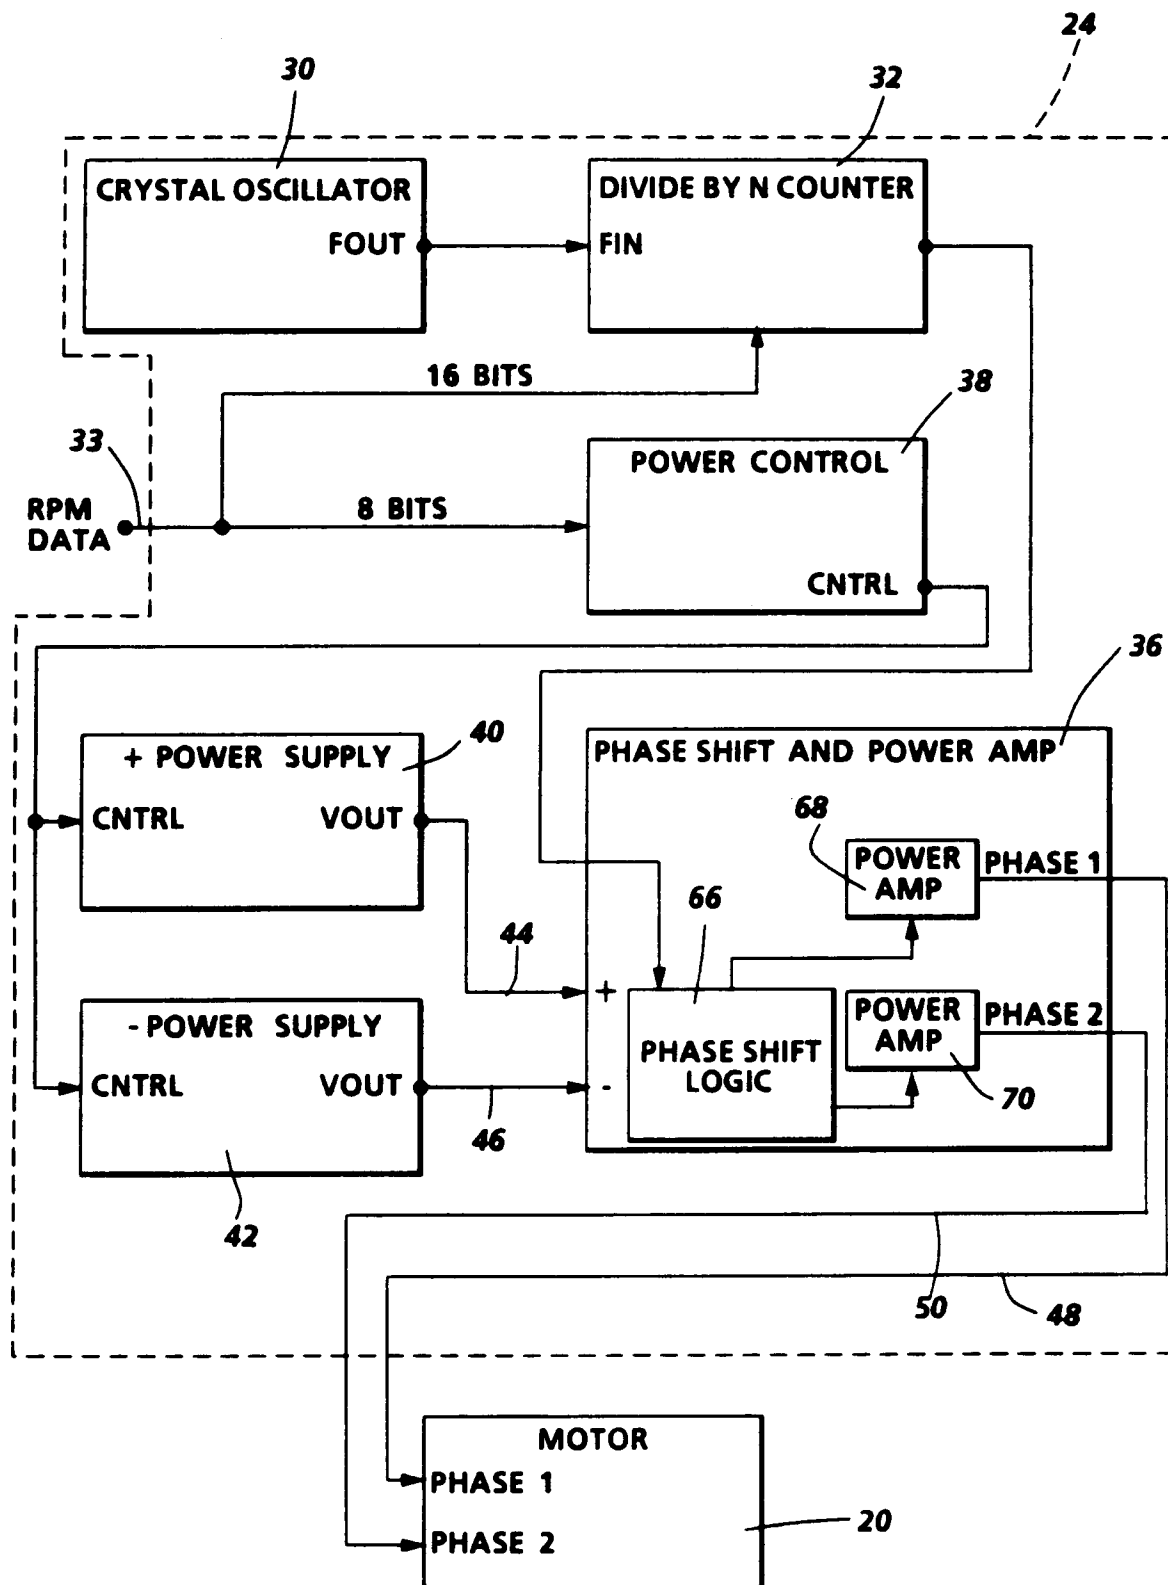 24
30
32
CRYSTAL OSCILLATOR
DIVIDE BY N COUNTER
FOUT
FIN
16 BITS
38
33
POWER CONTROL
RPM
DATA
8 BITS
CNTRL
36
+ POWER SUPPLY
40
PHASE SHIFT AND POWER AMP
CNTRL
VOUT
68
POWER
AMP
PHASE 1
66
44
+
- POWER SUPPLY
POWER
AMP
PHASE 2
PHASE SHIFT
LOGIC
CNTRL
VOUT
-
46
70
42
50
48
MOTOR
PHASE 1
PHASE 2
20